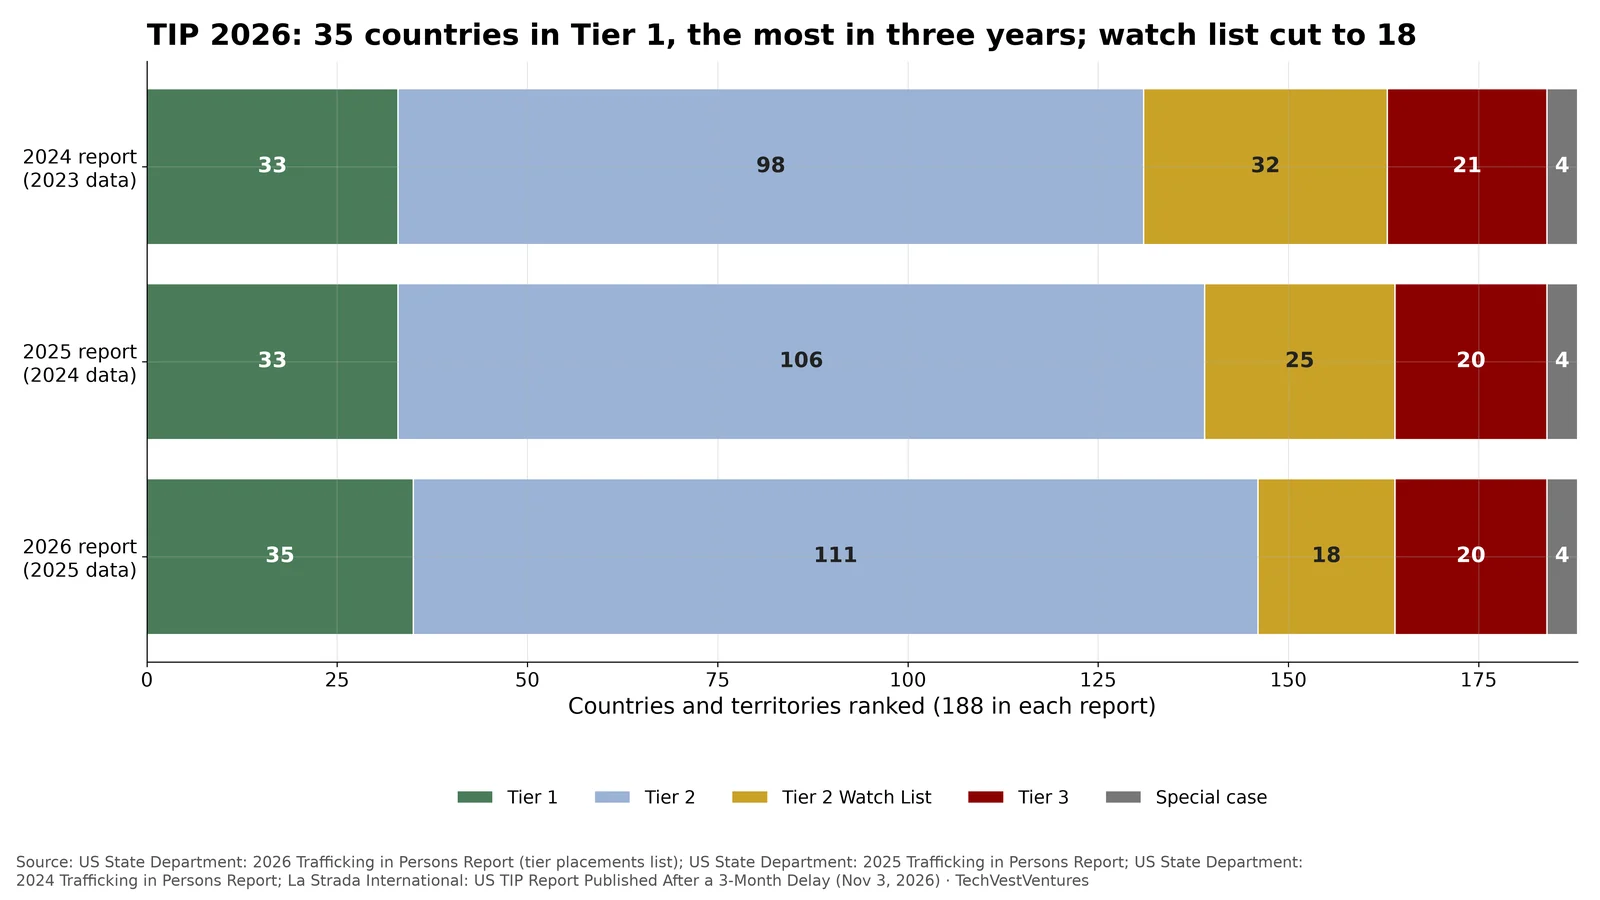 TIP 2026: 35 countries in Tier 1, the most in three years; watch list cut to 18
2024 report
(2023 data)
33
98
32
21
4
2025 report
(2024 data)
33
106
25
20
4
2026 report
(2025 data)
35
111
18
20
4
0
25
50
75
100
125
150
175
Countries and territories ranked (188 in each report)
Tier 1
Tier 2
Tier 2 Watch List
Tier 3
Special case
Source: US State Department: 2026 Trafficking in Persons Report (tier placements list); US State Department: 2025 Trafficking in Persons Report; US State Department:
2024 Trafficking in Persons Report; La Strada International: US TIP Report Published After a 3-Month Delay (Nov 3, 2026) · TechVestVentures